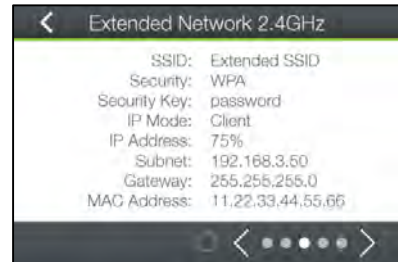 Extended Network 2.4GHz
SSID: Extended SSID
Security: WPA
Security Key: password
IP Mode: Client
IP Address: 75%
Subnet: 192.168.3.50
Gateway: 255.255.255.0
MAC Address: 11.22.33.44.55.66